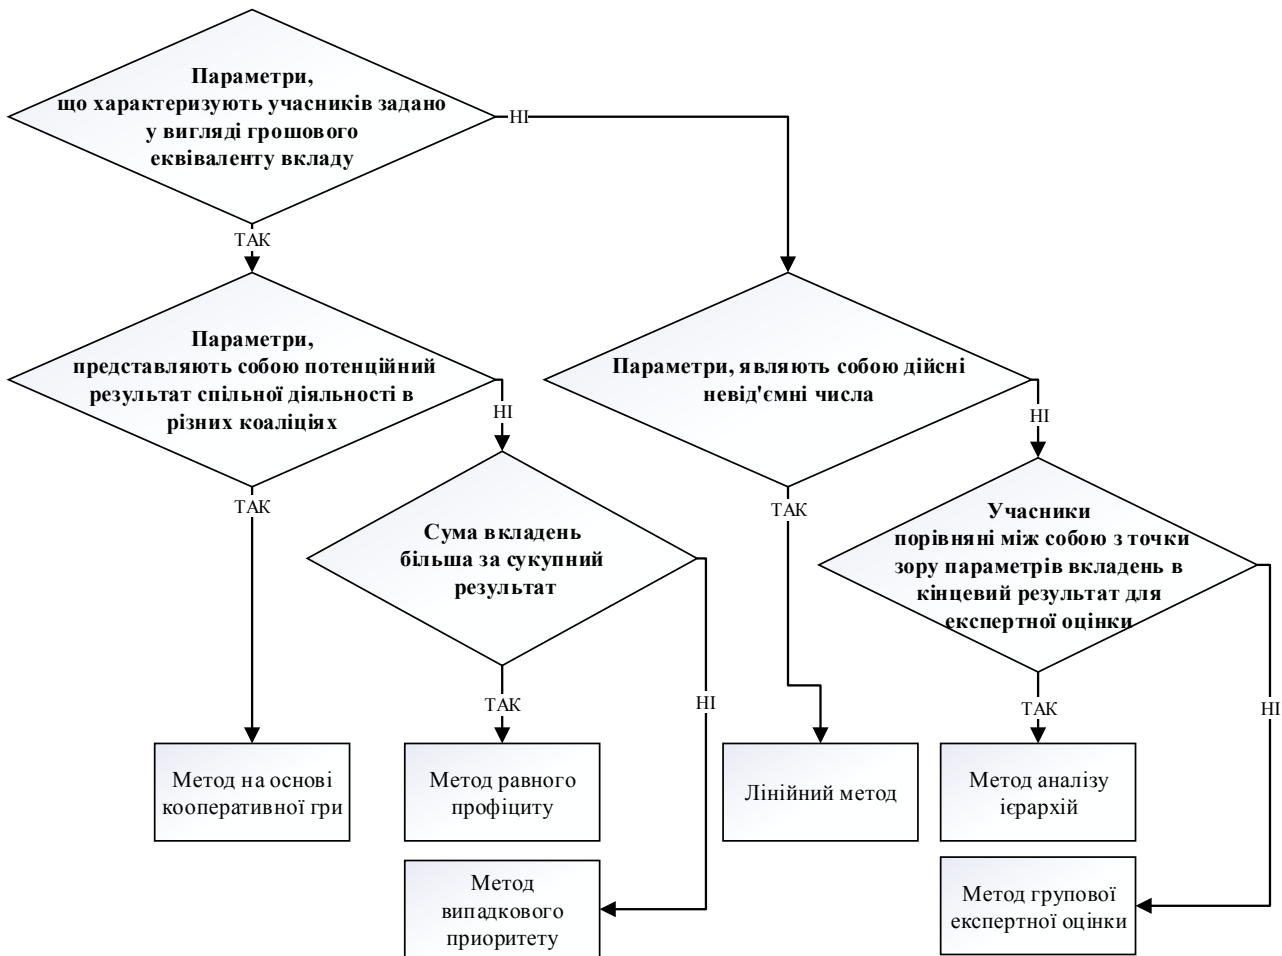 Параметри,
що характеризують учасників задано
у вигляді грошового
еквіваленту вкладу
НІ
ТАК
Параметри,
представляють собою потенційний
результат спільної діяльності в
різних коаліціях
НІ
ТАК
Параметри, являють собою дійсні
невід'ємні числа
НІ
ТАК
Сума вкладень
більша за сукупний
результат
ТАК
НІ
Учасники
порівняні між собою з точки
зору параметрів вкладень в
кінцевий результат для
експертної оцінки
ТАК
НІ
Метод на основі
кооперативної гри
Метод равного
профіциту
Лінійний метод
Метод аналізу
ієрархій
Метод
випадкового
приоритету
Метод групової
експертної оцінки